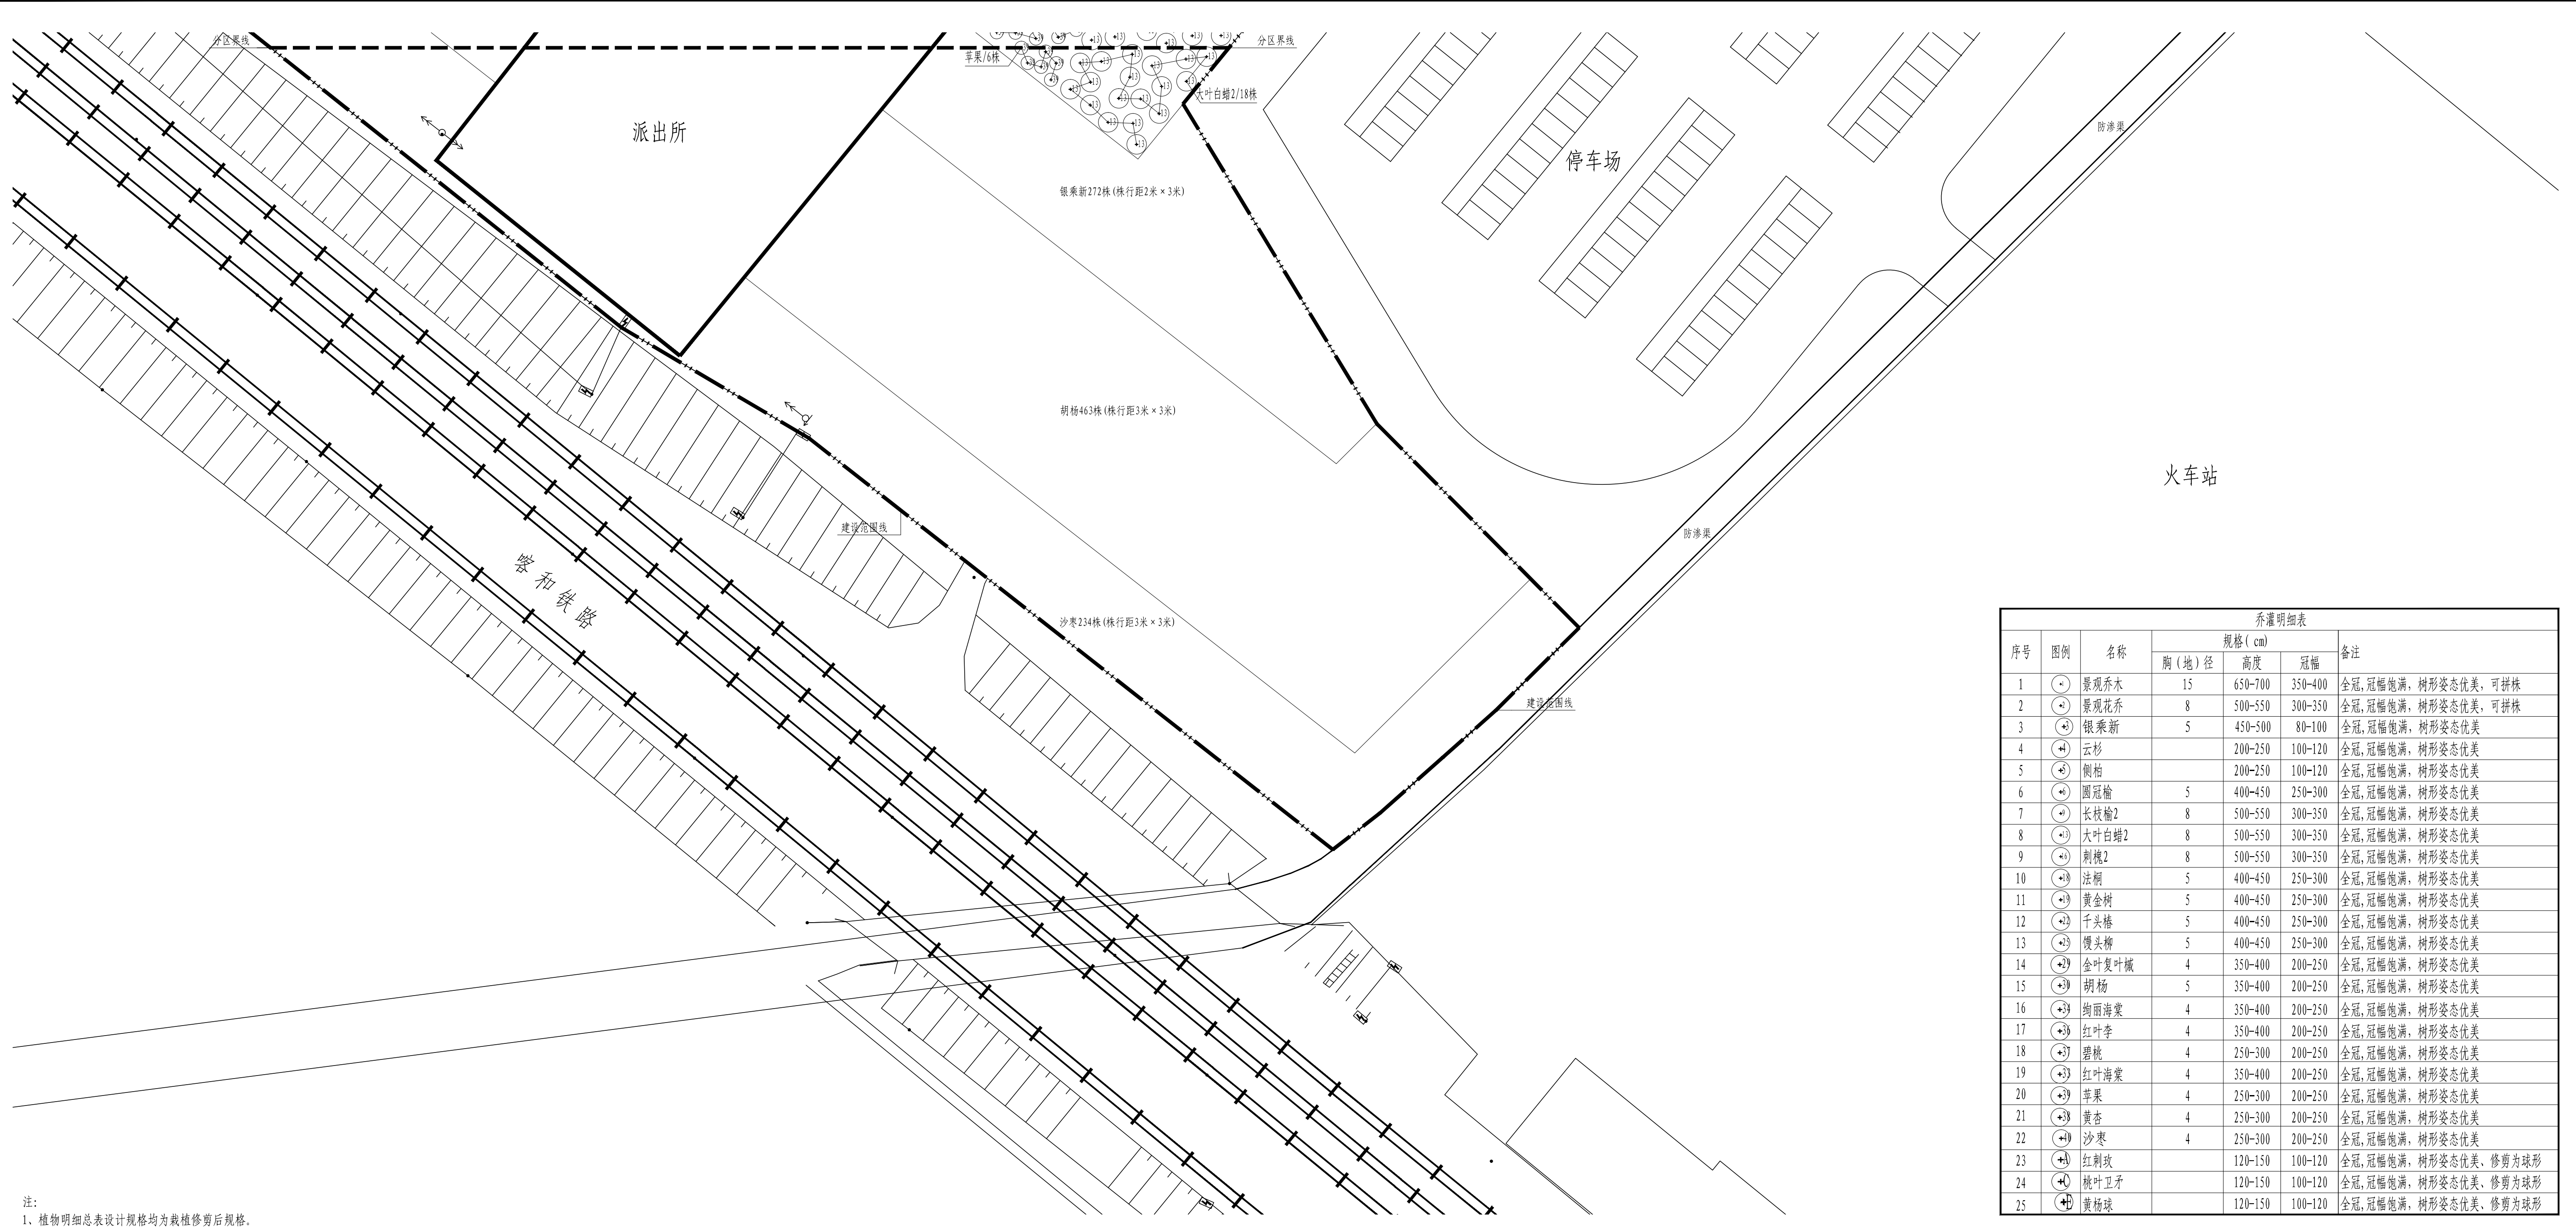 分区界线
分区界线
苹果/6株
大叶白蜡2/18株
派出所
停车场
防渗渠
银乘新272株(株行距2米×3米)
胡杨463株(株行距3米×3米)
火车站
建设范围线
防渗渠
喀和铁路
沙枣234株(株行距3米×3米)
建设范围线
乔灌明细表
序号 图例 名称 规格( cm) 备注
胸(地)径 高度 冠幅
1 1 景观乔木 15 650-700 350-400 全冠,冠幅饱满, 树形姿态优美, 可拼株
2 2 景观花乔 8 500-550 300-350 全冠,冠幅饱满, 树形姿态优美, 可拼株
3 3 银乘新 5 450-500 80-100 全冠,冠幅饱满, 树形姿态优美
4 4 云杉 200-250 100-120 全冠,冠幅饱满, 树形姿态优美
5 5 侧柏 200-250 100-120 全冠,冠幅饱满, 树形姿态优美
6 6 圆冠榆 5 400-450 250-300 全冠,冠幅饱满, 树形姿态优美
7 9 长枝榆2 8 500-550 300-350 全冠,冠幅饱满, 树形姿态优美
8 13 大叶白蜡2 8 500-550 300-350 全冠,冠幅饱满, 树形姿态优美
9 16 刺槐2 8 500-550 300-350 全冠,冠幅饱满, 树形姿态优美
10 18 法桐 5 400-450 250-300 全冠,冠幅饱满, 树形姿态优美
11 19 黄金树 5 400-450 250-300 全冠,冠幅饱满, 树形姿态优美
12 22 千头椿 5 400-450 250-300 全冠,冠幅饱满, 树形姿态优美
13 25 馒头柳 5 400-450 250-300 全冠,冠幅饱满, 树形姿态优美
14 29 金叶复叶槭 4 350-400 200-250 全冠,冠幅饱满, 树形姿态优美
15 30 胡杨 5 350-400 200-250 全冠,冠幅饱满, 树形姿态优美
16 34 绚丽海棠 4 350-400 200-250 全冠,冠幅饱满, 树形姿态优美
17 36 红叶李 4 350-400 200-250 全冠,冠幅饱满, 树形姿态优美
18 37 碧桃 4 250-300 200-250 全冠,冠幅饱满, 树形姿态优美
19 33 红叶海棠 4 350-400 200-250 全冠,冠幅饱满, 树形姿态优美
20 39 苹果 4 250-300 200-250 全冠,冠幅饱满, 树形姿态优美
21 38 黄杏 4 250-300 200-250 全冠,冠幅饱满, 树形姿态优美
22 40 沙枣 4 250-300 200-250 全冠,冠幅饱满, 树形姿态优美
23 A 红刺玫 120-150 100-120 全冠,冠幅饱满, 树形姿态优美、修剪为球形
24 C 桃叶卫矛 120-150 100-120 全冠,冠幅饱满, 树形姿态优美、修剪为球形
25 E 黄杨球 120-150 100-120 全冠,冠幅饱满, 树形姿态优美、修剪为球形
注:
1、植物明细总表设计规格均为栽植修剪后规格。